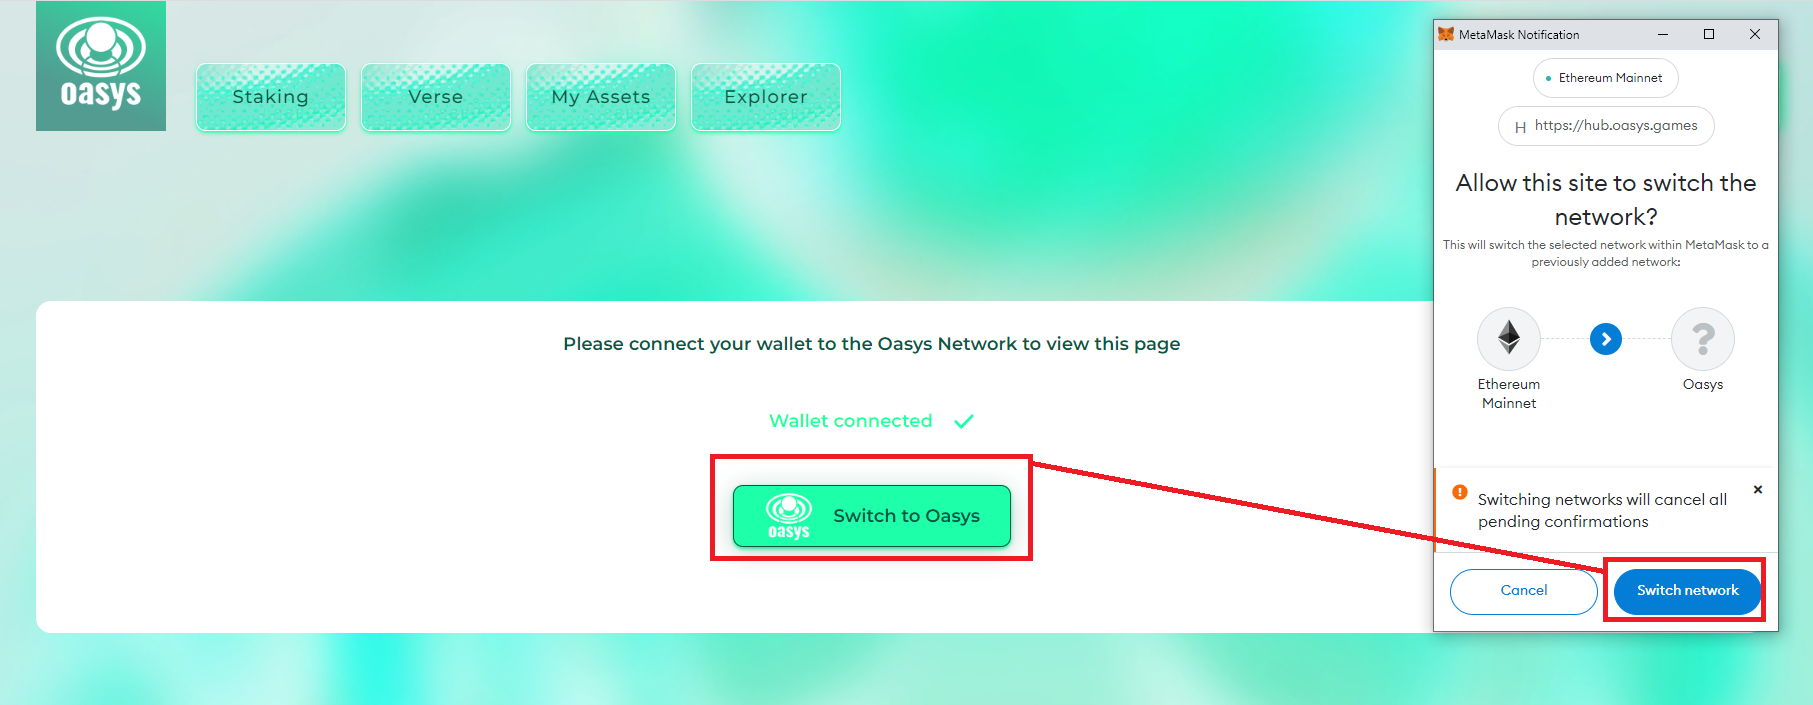 oasys
Staking
Verse
My Assets
Explorer
Please connect your wallet to the Oasys Network to view this page
Wallet connected
oasys
Switch to Oasys
MetaMask Notification
Ethereum Mainnet
H https://hub.oasys.games
Allow this site to switch the
network?
This will switch the selected network within MetaMask to a
previously added network:
?
Ethereum
Mainnet
Oasys
Switching networks will cancel all
pending confirmations
Cancel
Switch network